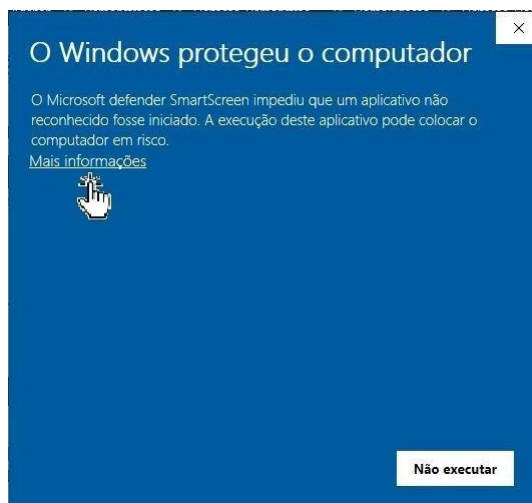 O Windows protegeu o computador
O Microsoft defender SmartScreen impediu que um aplicativo não
reconhecido fosse iniciado. A execução deste aplicativo pode colocar o
computador em risco.
Mais informações
Não executar